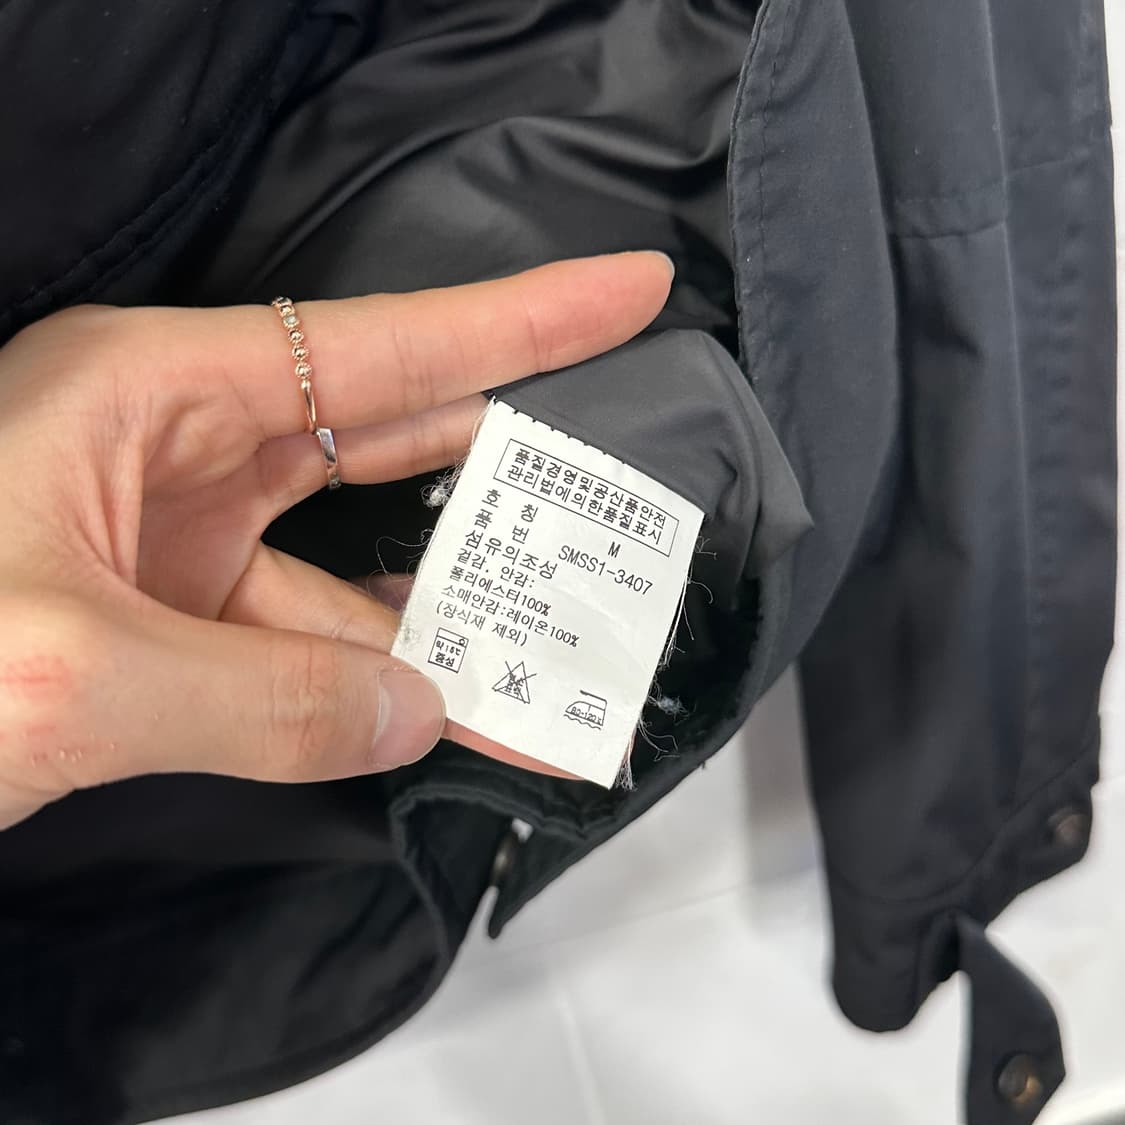 품질경영및공산품안전
관리법에의한품질표시
호 칭 M
품 번 SMSS1-3407
섬유의조성
겉감, 안감:
폴리에스터100%
소매안감:레이온100%
(장식재 제외)
중성
80-120℃